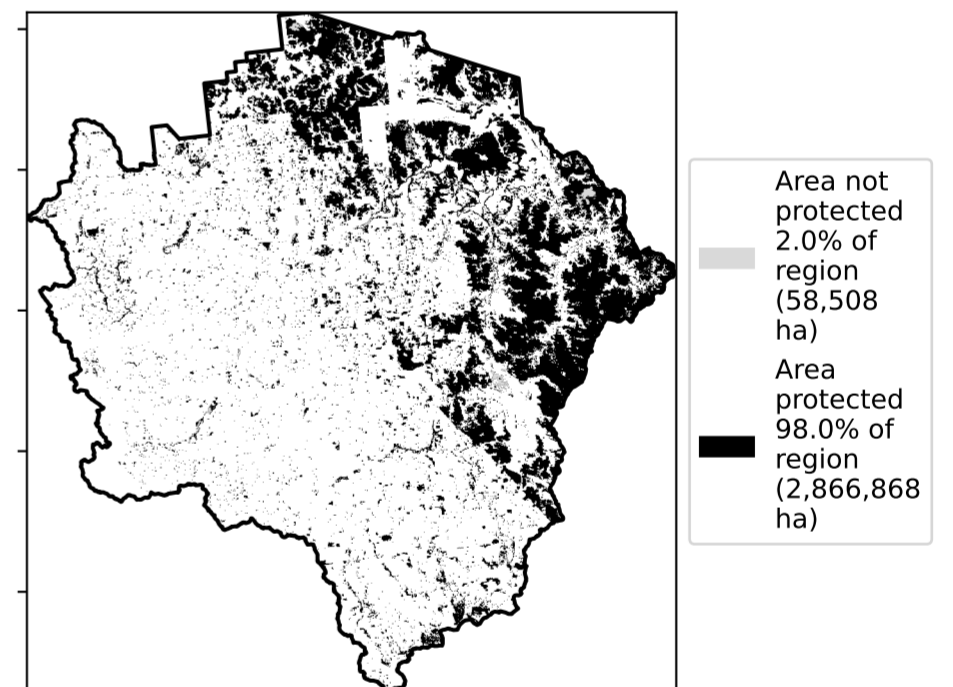 Area not
protected
2.0% of
region
(58,508
ha)
Area
protected
98.0% of
region
(2,866,868
ha)